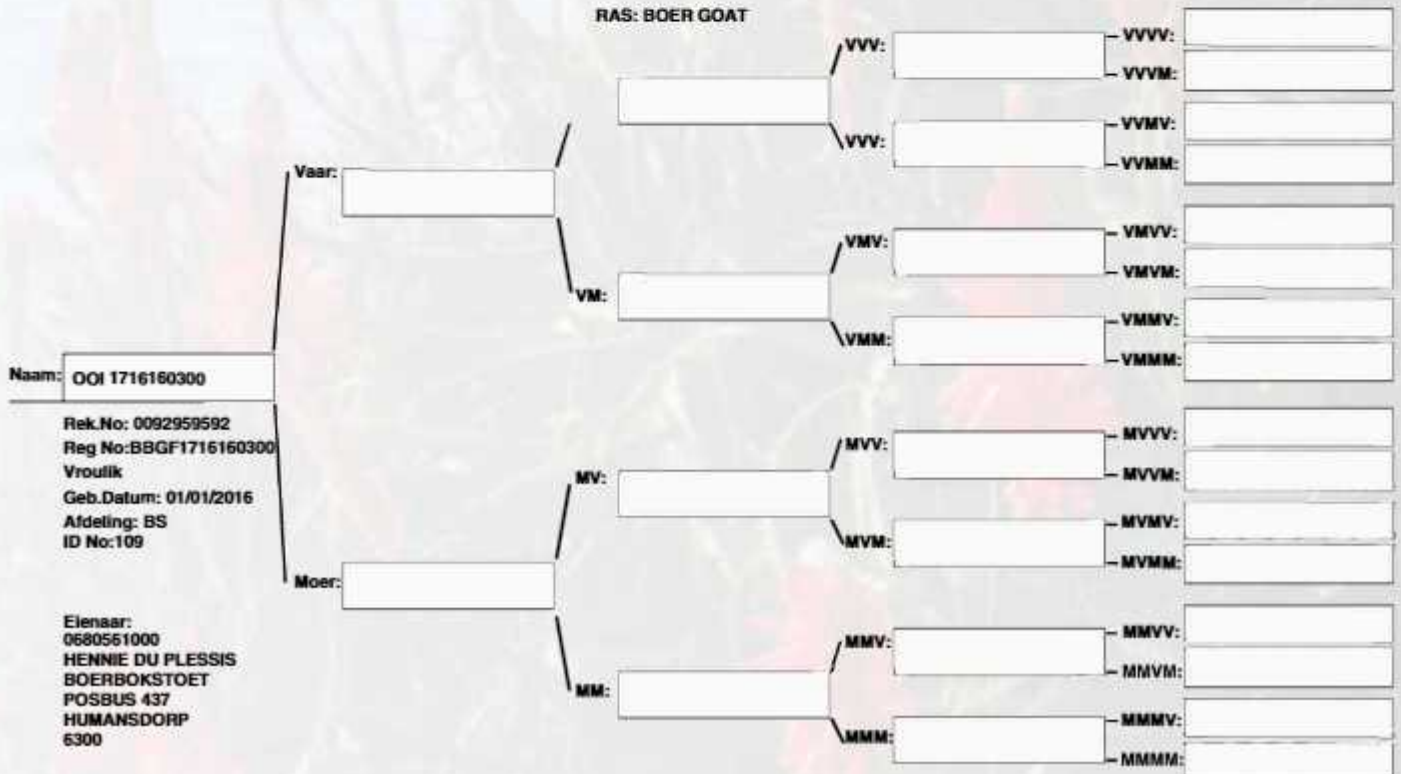 RAS: BOER GOAT
VVV:
VVVV:
VVVM:
VVV:
VVMV:
VVMM:
Vaar:
VM:
VMV:
VMVV:
VMVM:
VMM:
VMMV:
VMMM:
Naam: OOI 1716160300
Rek.No: 0092959592
Reg No:BBGF1716160300
Vroulik
Geb.Datum: 01/01/2016
Afdeling: BS
ID No:109
Moer:
MV:
MVV:
MVVV:
MVVM:
MVM:
MVMV:
MVMM:
MM:
MMV:
MMVV:
MMVM:
MMM:
MMMV:
MMMM:
Eienaar:
0680561000
HENNIE DU PLESSIS
BOERBOKSTOET
POSBUS 437
HUMANSDORP
6300